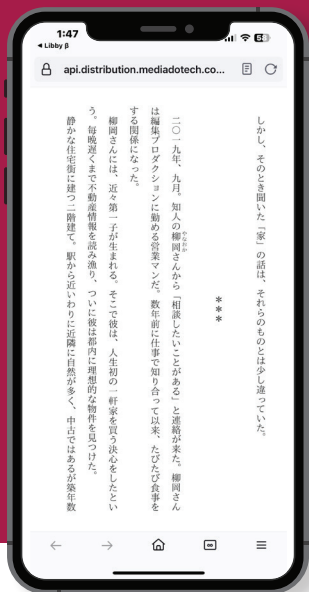 1:47
5G
◀ Libby β
api.distribution.mediadotech.co...
しかし、そのとき聞いた「家」の話は、それらのものとは少し違っていた。
＊＊＊
二〇一九年、九月。知人の柳岡さんから「相談したいことがある」と連絡が来た。柳岡さん
やなおか
は編集プロダクションに勤める営業マンだ。数年前に仕事で知り合って以来、たびたび食事を
する関係になった。
柳岡さんには、近々第一子が生まれる。そこで彼は、人生初の一軒家を買う決心をしたとい
う。毎晩遅くまで不動産情報を読み漁り、ついに彼は都内に理想的な物件を見つけた。
静かな住宅街に建つ二階建て。駅から近いわりに近隣に自然が多く、中古ではあるが築年数